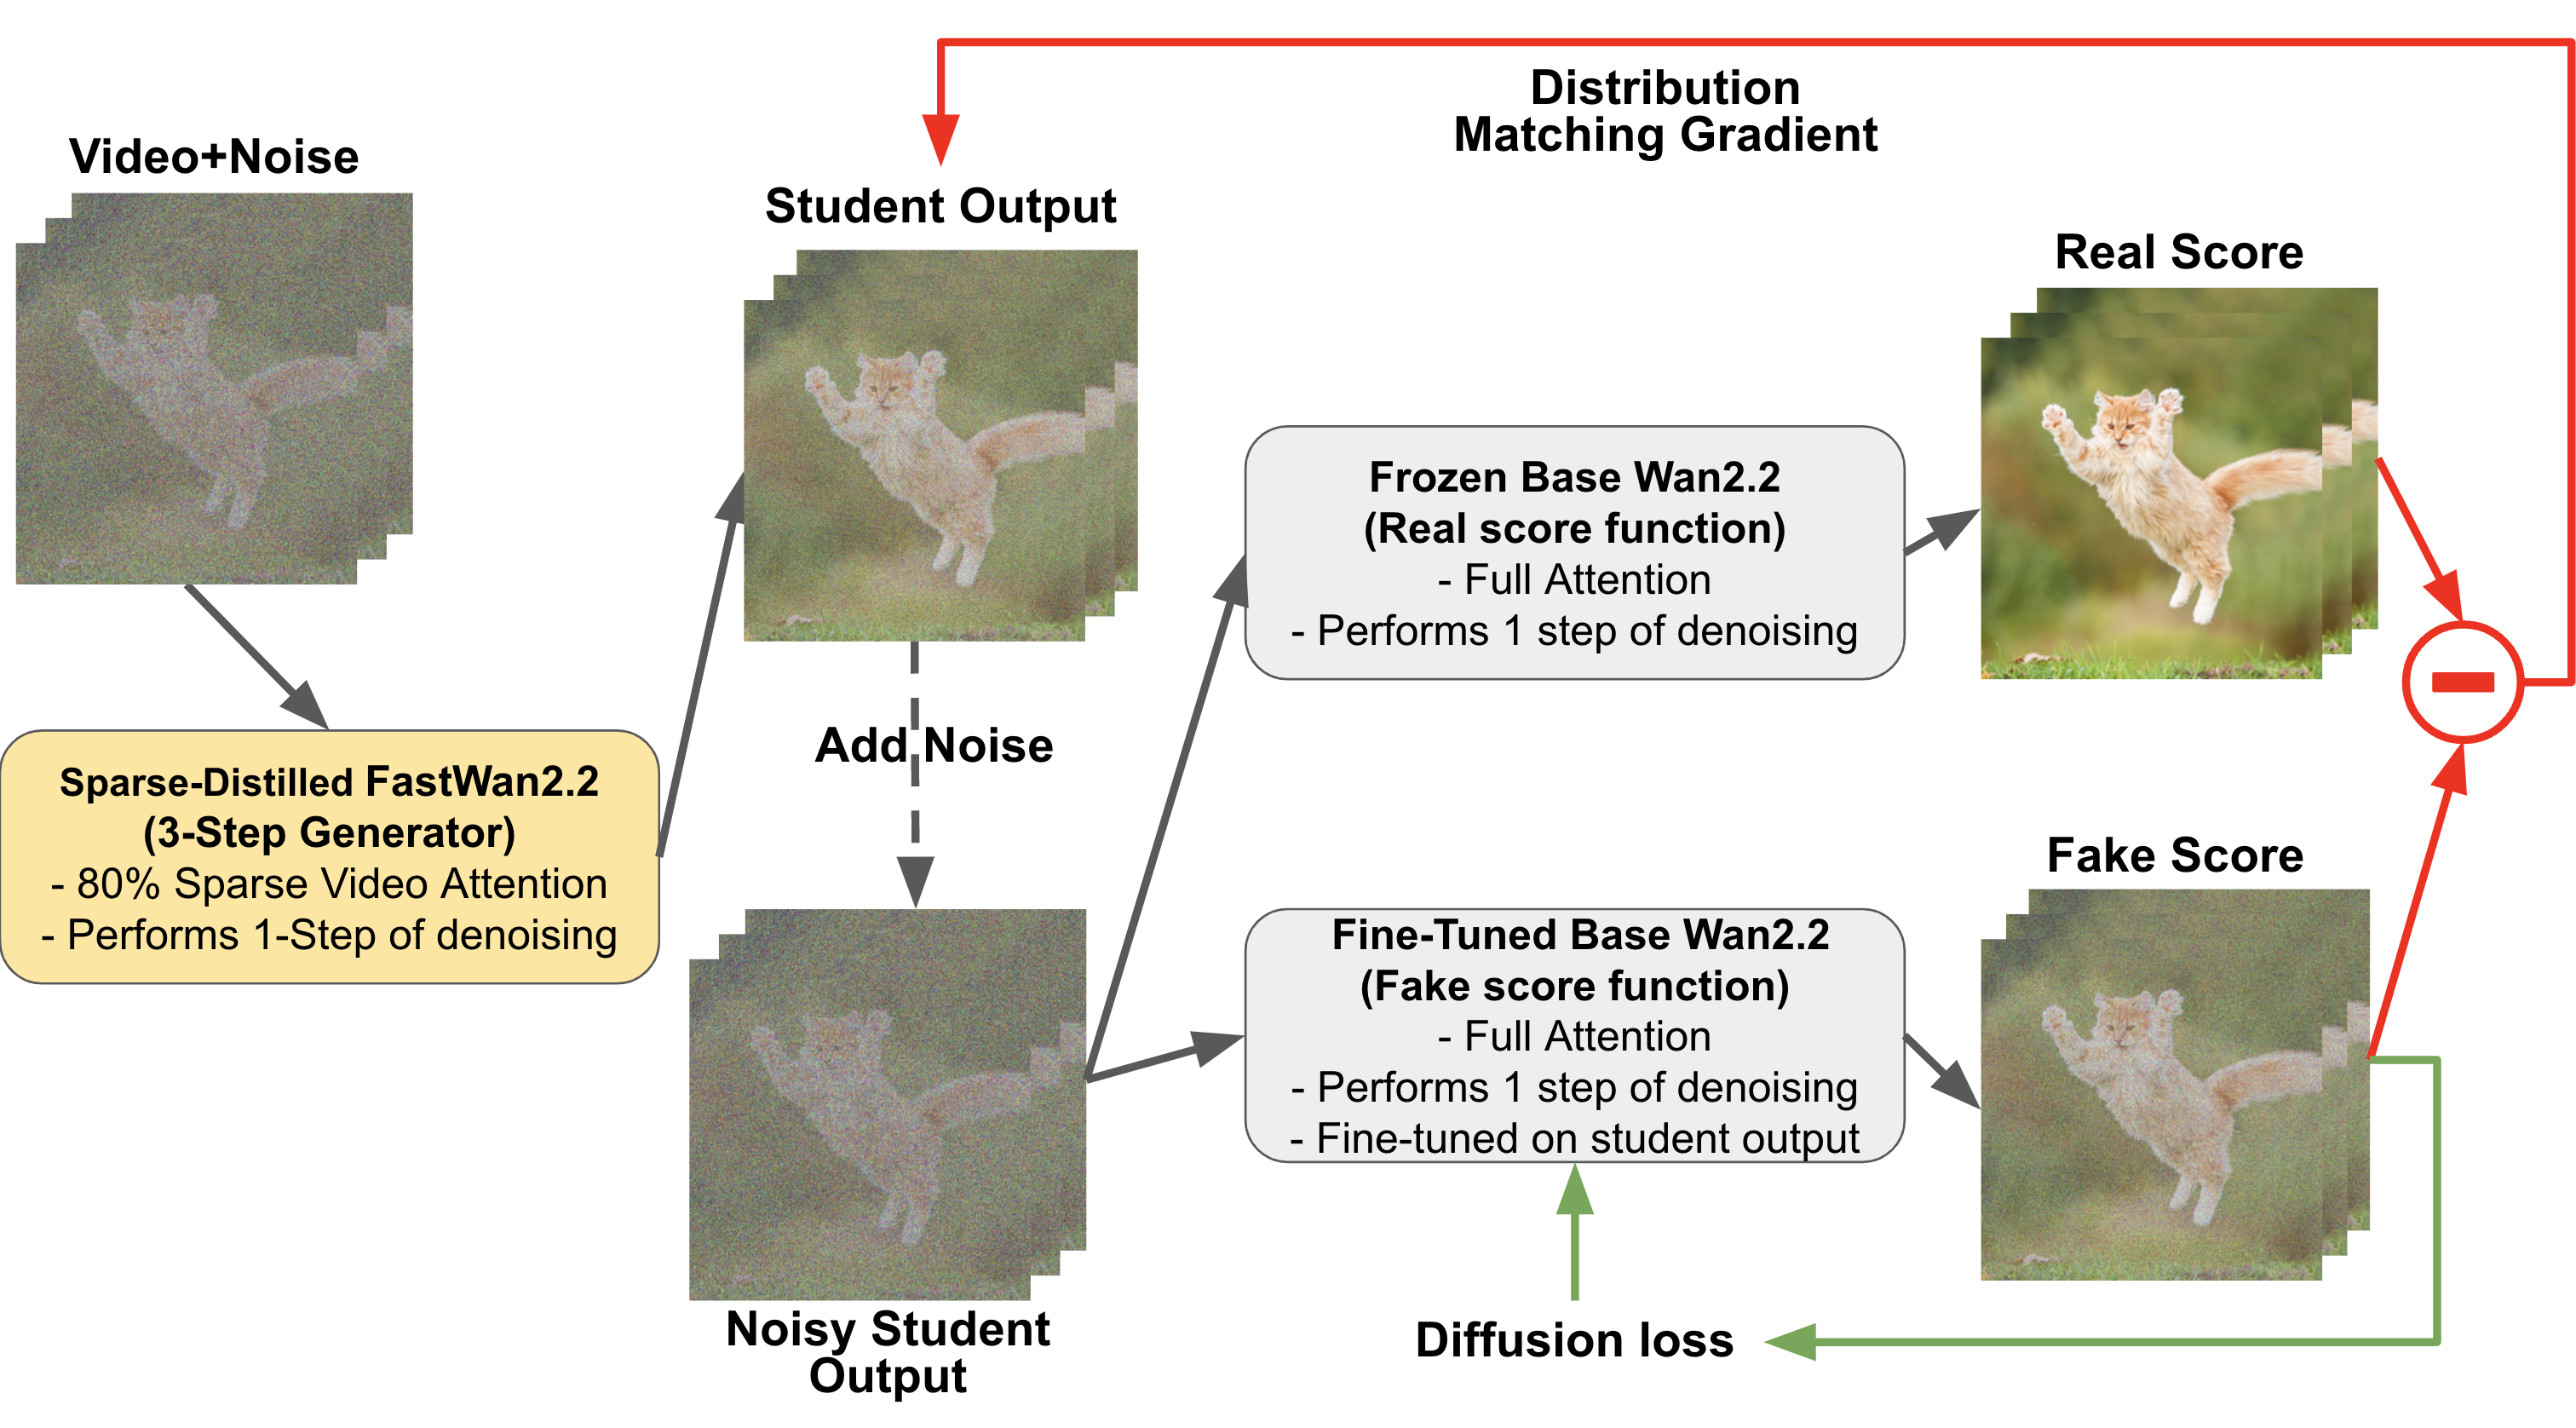 Distribution
Matching Gradient
Video+Noise
Student Output
Real Score
Frozen Base Wan2.2
(Real score function)
- Full Attention
- Performs 1 step of denoising
Add Noise
Sparse-Distilled FastWan2.2
(3-Step Generator)
- 80% Sparse Video Attention
- Performs 1-Step of denoising
Fake Score
Fine-Tuned Base Wan2.2
(Fake score function)
- Full Attention
- Performs 1 step of denoising
- Fine-tuned on student output
Noisy Student
Output
Diffusion loss